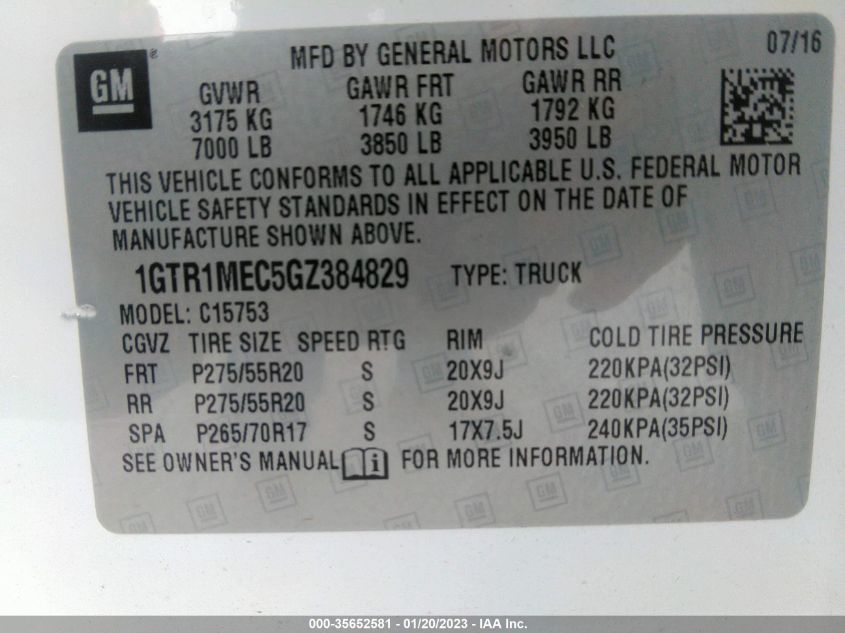 GM ® MFD BY GENERAL MOTORS LLC 07/16
GVWR GAWR FRT GAWR RR
3175 KG 1746 KG 1792 KG
7000 LB 3850 LB 3950 LB
THIS VEHICLE CONFORMS TO ALL APPLICABLE U.S. FEDERAL MOTOR
VEHICLE SAFETY STANDARDS IN EFFECT ON THE DATE OF
MANUFACTURE SHOWN ABOVE.
1GTR1MEC5GZ384829 TYPE: TRUCK
MODEL: C15753
CGVZ TIRE SIZE SPEED RTG RIM COLD TIRE PRESSURE
FRT P275/55R20 S 20X9J 220KPA(32PSI)
RR P275/55R20 S 20X9J 220KPA(32PSI)
SPA P265/70R17 S 17X7.5J 240KPA(35PSI)
SEE OWNER'S MANUAL i FOR MORE INFORMATION.
000-35652581 - 01/20/2023 - IAA Inc.